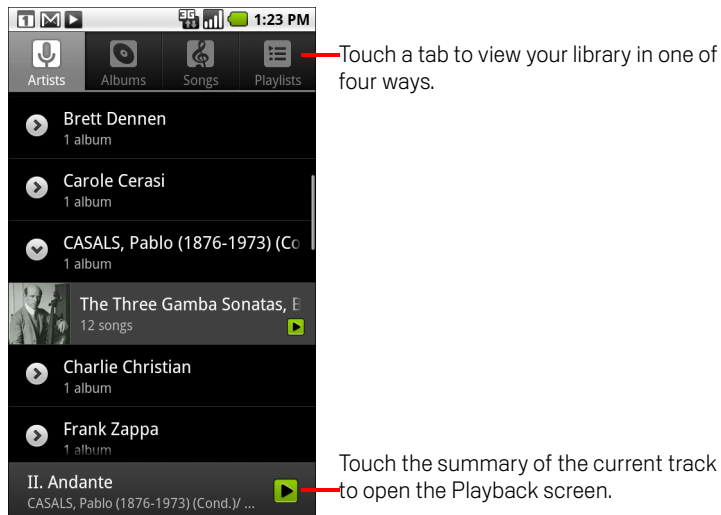 1 3G 1:23 PM
Artists Albums Songs Playlists
Touch a tab to view your library in one of
four ways.
Brett Dennen
1 album
Carole Cerasi
1 album
CASALS, Pablo (1876-1973) (Co
1 album
The Three Gamba Sonatas, B
12 songs
Charlie Christian
1 album
Frank Zappa
1 album
II. Andante
CASALS, Pablo (1876-1973) (Cond.)/ ...
Touch the summary of the current track
to open the Playback screen.